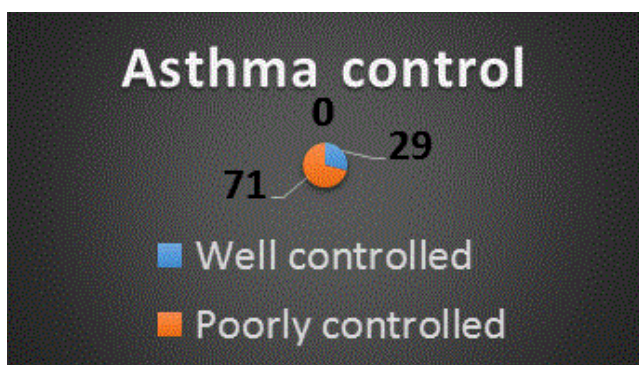 Asthma control
0
29
71
Well controlled
Poorly controlled